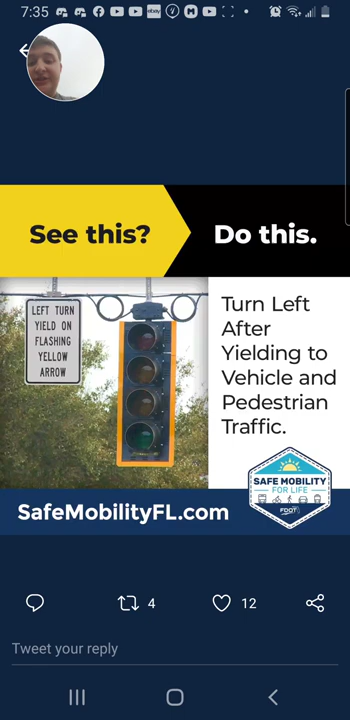 7:35
See this?
Do this.
LEFT TURN
YIELD ON
FLASHING
YELLOW
ARROW
Turn Left
After
Yielding to
Vehicle and
Pedestrian
Traffic.
SAFE MOBILITY
FOR LIFE
FDOT
SafeMobilityFL.com
4
12
Tweet your reply